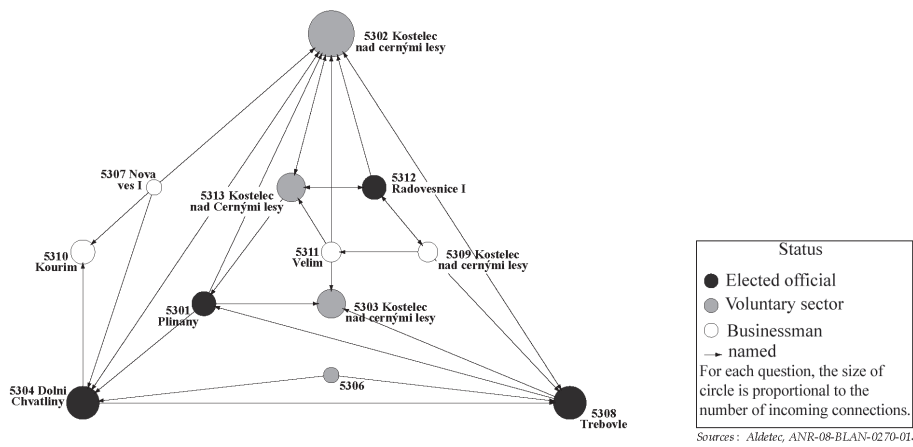 5302 Kostelec
nad cernými lesy
5307 Nova
ves I
5313 Kostelec
nad Cernými lesy
5312
Radovesnice I
5310
Kourim
5311
Velim
5309 Kostelec
nad cernými lesy
5301
Plinany
5303 Kostelec
nad cernými lesy
5304 Dolni
Chvatliny
5306
5308
Trebovle
Status
Elected official
Voluntary sector
Businessman
named
For each question, the size of
circle is proportional to the
number of incoming connections.
Sources : Aldetec, ANR-08-BLAN-0270-01